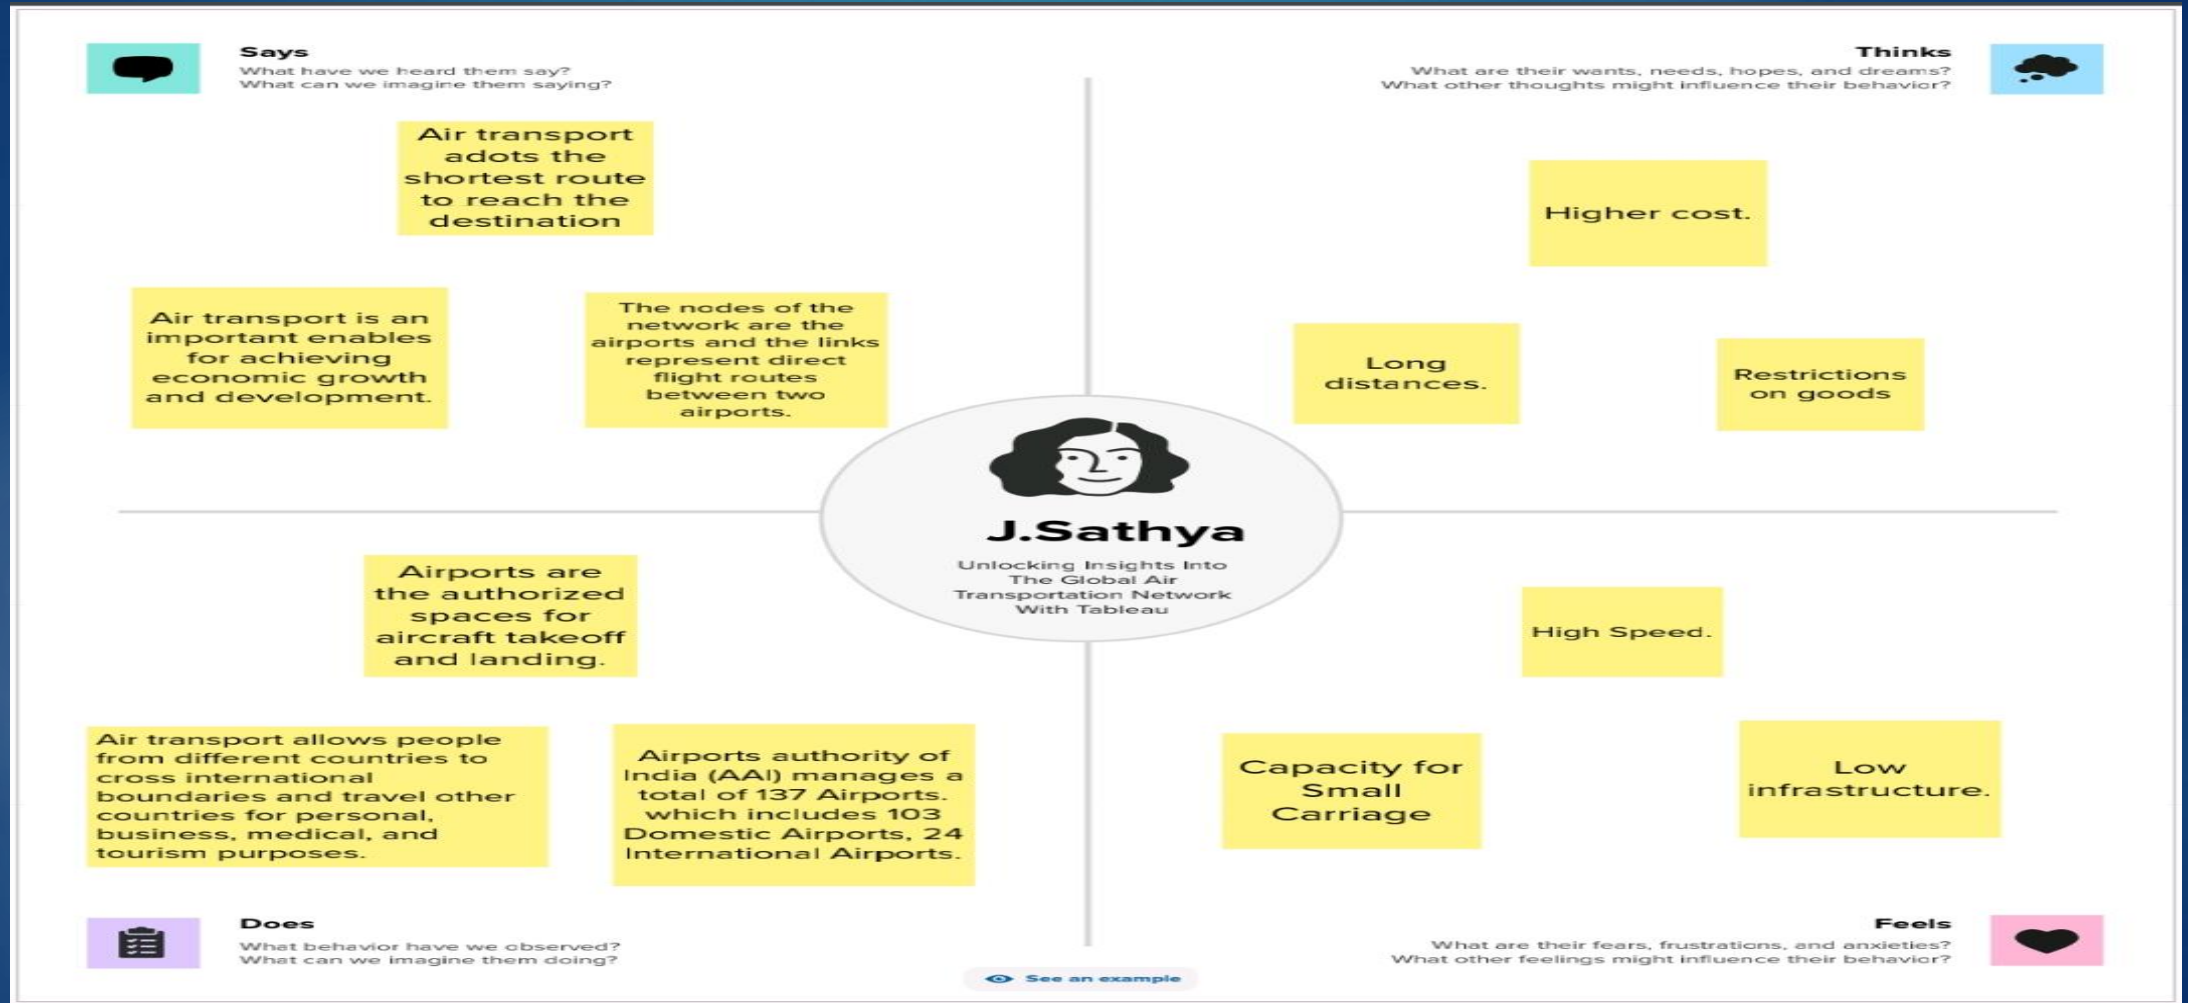 Says
What have we heard them say?
What can we imagine them saying?
Air transport
adots the
shortest route
to reach the
destination
Air transport is an
important enables
for achieving
economic growth
and development.
The nodes of the
network are the
airports and the links
represent direct
flight routes
between two
airports.
Thinks
What are their wants, needs, hopes, and dreams?
What other thoughts might influence their behavior?
Higher cost.
Long
distances.
Restrictions
on goods
J.Sathya
Unlocking Insights Into
The Global Air
Transportation Network
With Tableau
Airports are
the authorized
spaces for
aircraft takeoff
and landing.
Air transport allows people
from different countries to
cross international
boundaries and travel other
countries for personal,
business, medical, and
tourism purposes.
Airports authority of
India (AAI) manages a
total of 137 Airports.
which includes 103
Domestic Airports, 24
International Airports.
Does
What behavior have we observed?
What can we imagine them doing?
High Speed.
Capacity for
Small
Carriage
Low
infrastructure.
Feels
What are their fears, frustrations, and anxieties?
What other feelings might influence their behavior?
See an example